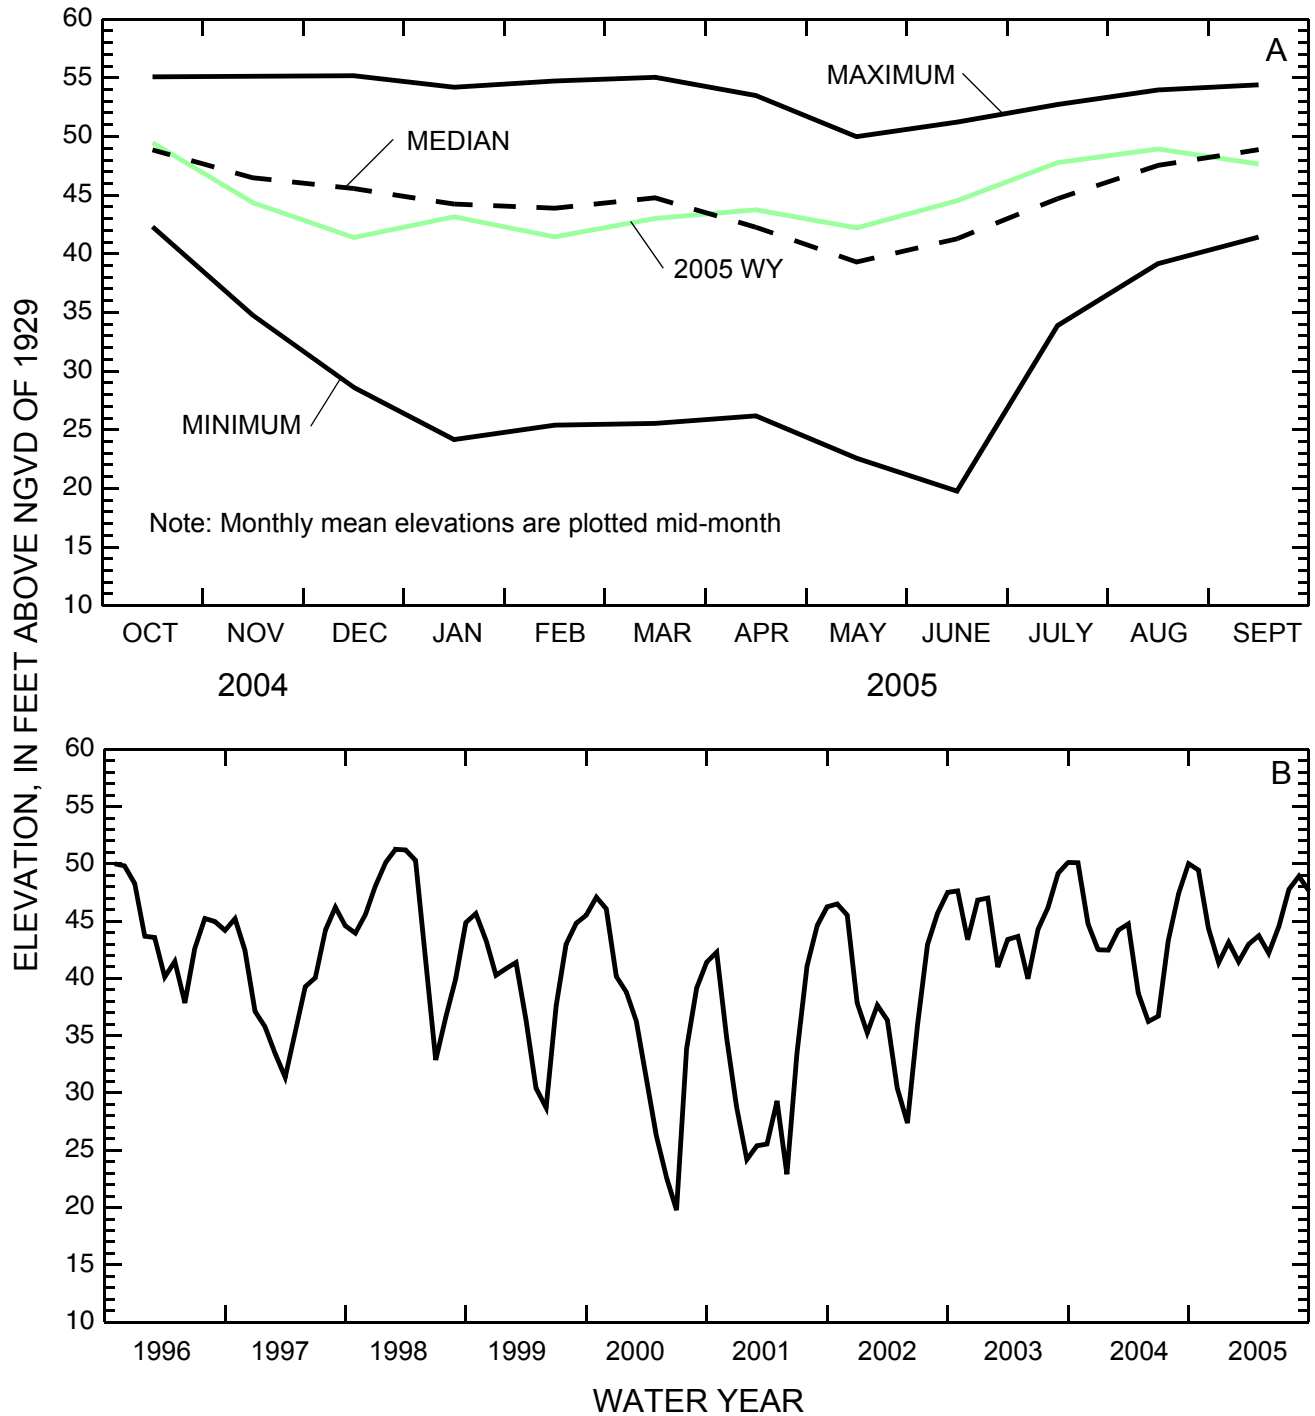 ELEVATION, IN FEET ABOVE NGVD OF 1929
60
55
50
45
40
35
30
25
20
15
10
A
MAXIMUM
MEDIAN
2005 WY
MINIMUM
Note: Monthly mean elevations are plotted mid-month
OCT NOV DEC JAN FEB MAR APR MAY JUNE JULY AUG SEPT
2004 2005
60
55
50
45
40
35
30
25
20
15
10
B
1996 1997 1998 1999 2000 2001 2002 2003 2004 2005
WATER YEAR